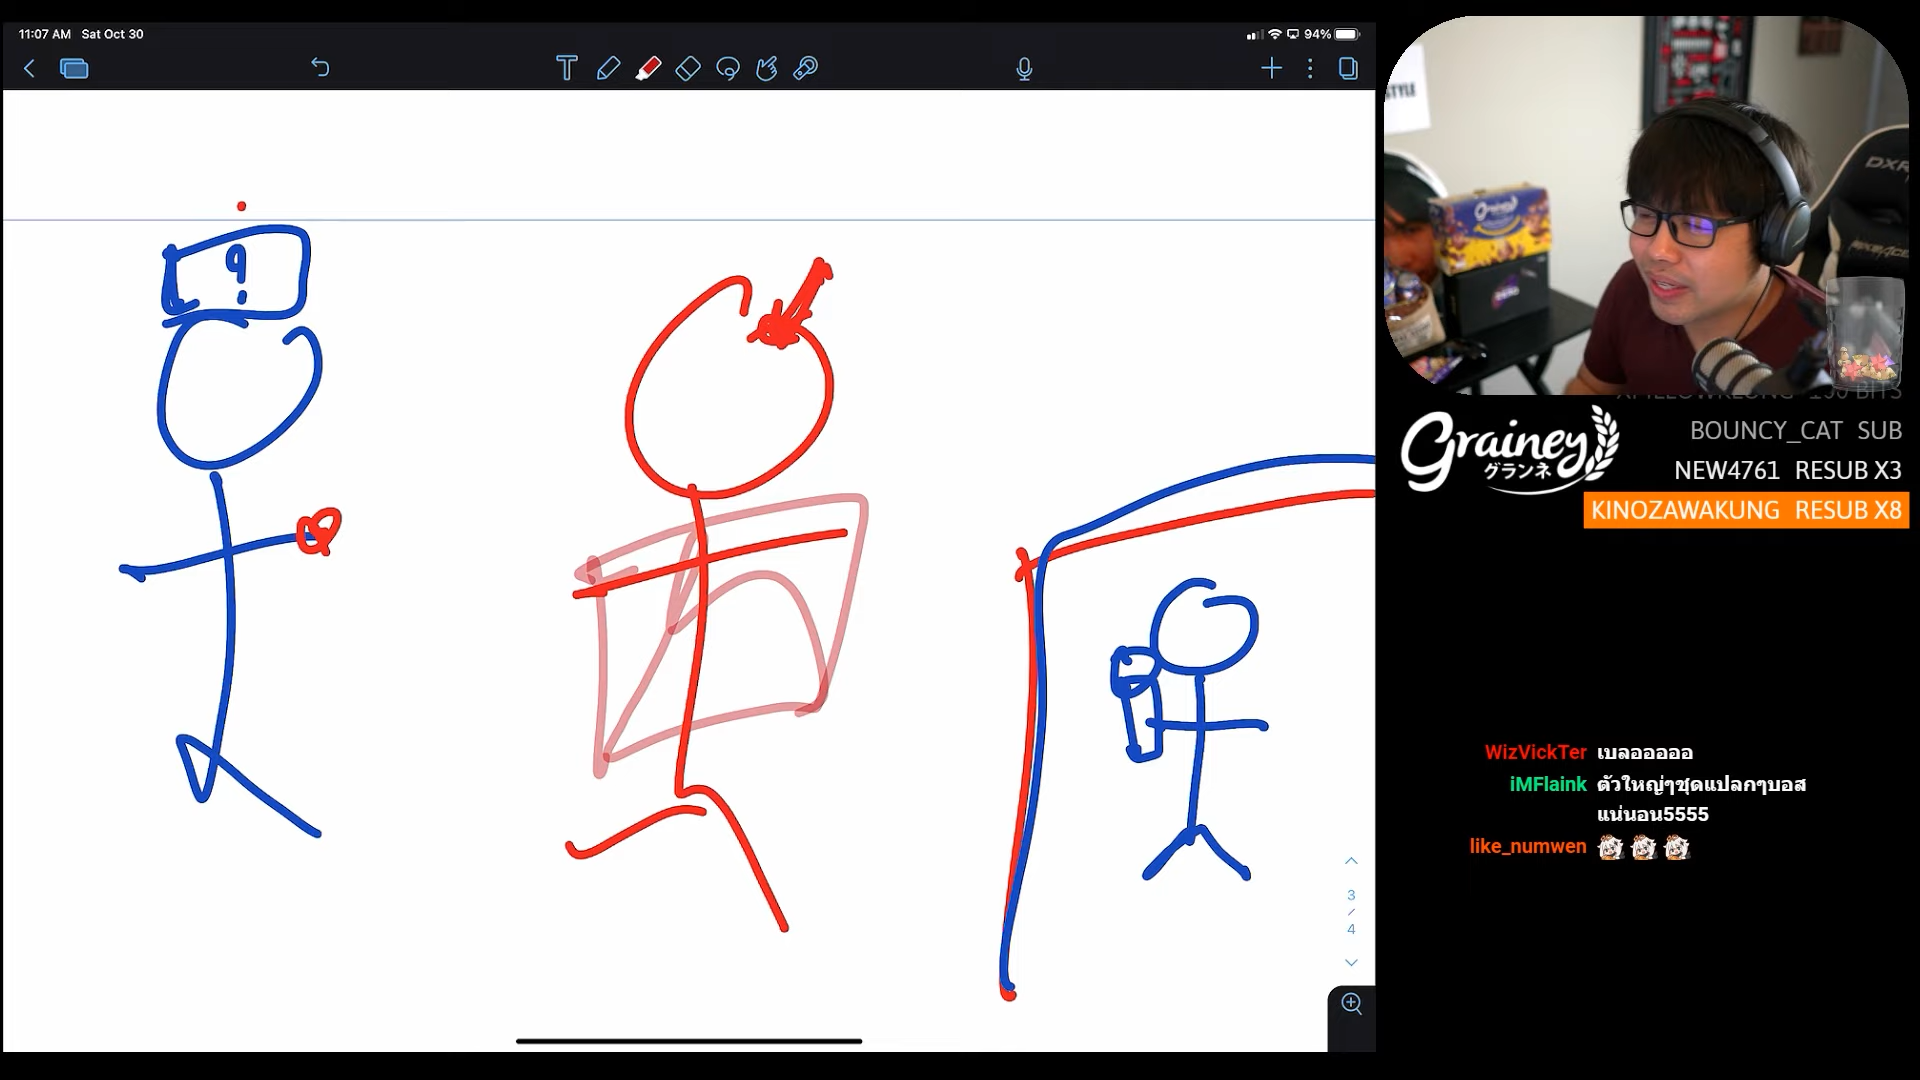 11:07 AM Sat Oct 30
94%
STYLE
DXR
Grainey
Grainey
グランネ
BOUNCY_CAT SUB
NEW4761 RESUB X3
KINOZAWAKUNG RESUB X8
WizVickTer เบลอออออ
iMFlaink ตัวใหญ่ๆชุดแปลกๆบอส
แน่นอน5555
like_numwen
3
/
4